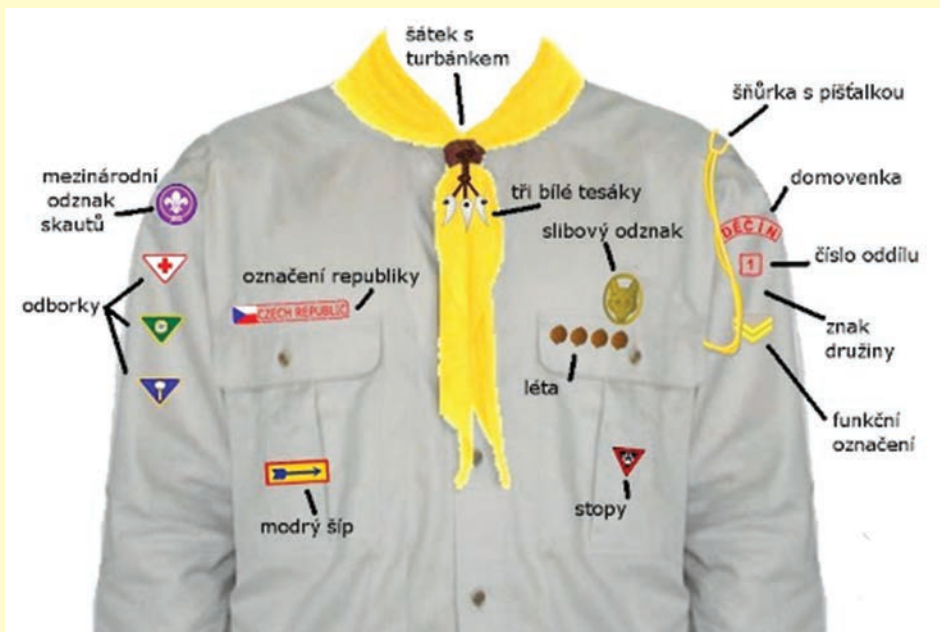 šátek s
turbánkem
šňůrka s píšťalkou
mezinárodní
odznak
skautů
tři bílé tesáky
domovenka
slibový odznak
DĚČÍN
označení republiky
číslo oddílu
1
odborky
CZECH REPUBLIC
znak
družiny
léta
funkční
označení
modrý šíp
stopy